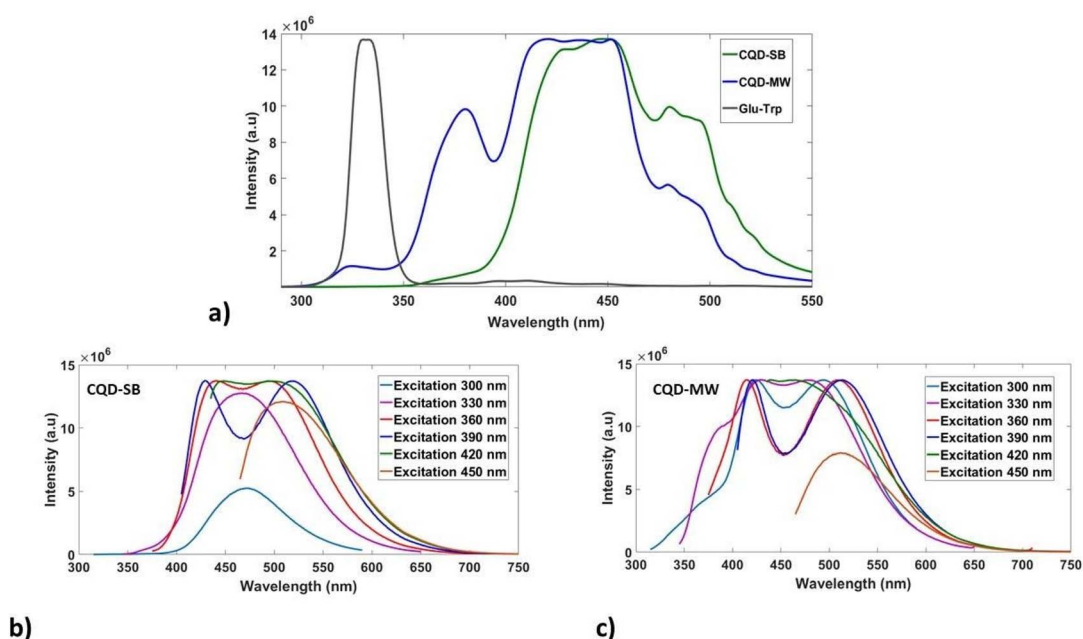 ×10⁶
14
12
10
8
6
4
2
Intensity (a.u)
CQD-SB
CQD-MW
Glu-Trp
300 350 400 450 500 550
Wavelength (nm)
a)
×10⁶
15
10
5
0
Intensity (a.u)
CQD-SB
Excitation 300 nm
Excitation 330 nm
Excitation 360 nm
Excitation 390 nm
Excitation 420 nm
Excitation 450 nm
300 350 400 450 500 550 600 650 700 750
Wavelength (nm)
b)
×10⁶
15
10
5
0
Intensity (a.u)
CQD-MW
Excitation 300 nm
Excitation 330 nm
Excitation 360 nm
Excitation 390 nm
Excitation 420 nm
Excitation 450 nm
300 350 400 450 500 550 600 650 700 750
Wavelength (nm)
c)